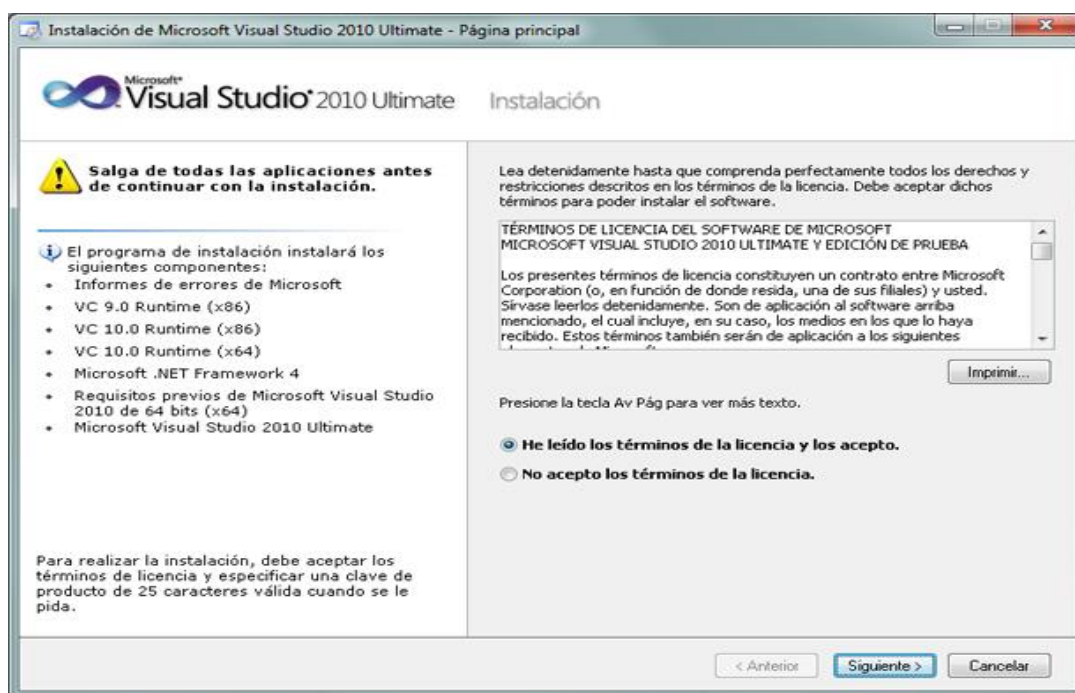 Instalación de Microsoft Visual Studio 2010 Ultimate - Página principal
Microsoft®
Visual Studio® 2010 Ultimate
Instalación
Salga de todas las aplicaciones antes
de continuar con la instalación.
El programa de instalación instalará los
siguientes componentes:
Informes de errores de Microsoft
VC 9.0 Runtime (x86)
VC 10.0 Runtime (x86)
VC 10.0 Runtime (x64)
Microsoft .NET Framework 4
Requisitos previos de Microsoft Visual Studio
2010 de 64 bits (x64)
Microsoft Visual Studio 2010 Ultimate
Para realizar la instalación, debe aceptar los
términos de licencia y especificar una clave de
producto de 25 caracteres válida cuando se le
pida.
Lea detenidamente hasta que comprenda perfectamente todos los derechos y
restricciones descritos en los términos de la licencia. Debe aceptar dichos
términos para poder instalar el software.
TÉRMINOS DE LICENCIA DEL SOFTWARE DE MICROSOFT
MICROSOFT VISUAL STUDIO 2010 ULTIMATE Y EDICIÓN DE PRUEBA
Los presentes términos de licencia constituyen un contrato entre Microsoft
Corporation (o, en función de donde resida, una de sus filiales) y usted.
Sírvase leerlos detenidamente. Son de aplicación al software arriba
mencionado, el cual incluye, en su caso, los medios en los que lo haya
recibido. Estos términos también serán de aplicación a los siguientes
Imprimir...
Presione la tecla Av Pág para ver más texto.
He leído los términos de la licencia y los acepto.
No acepto los términos de la licencia.
< Anterior
Siguiente >
Cancelar